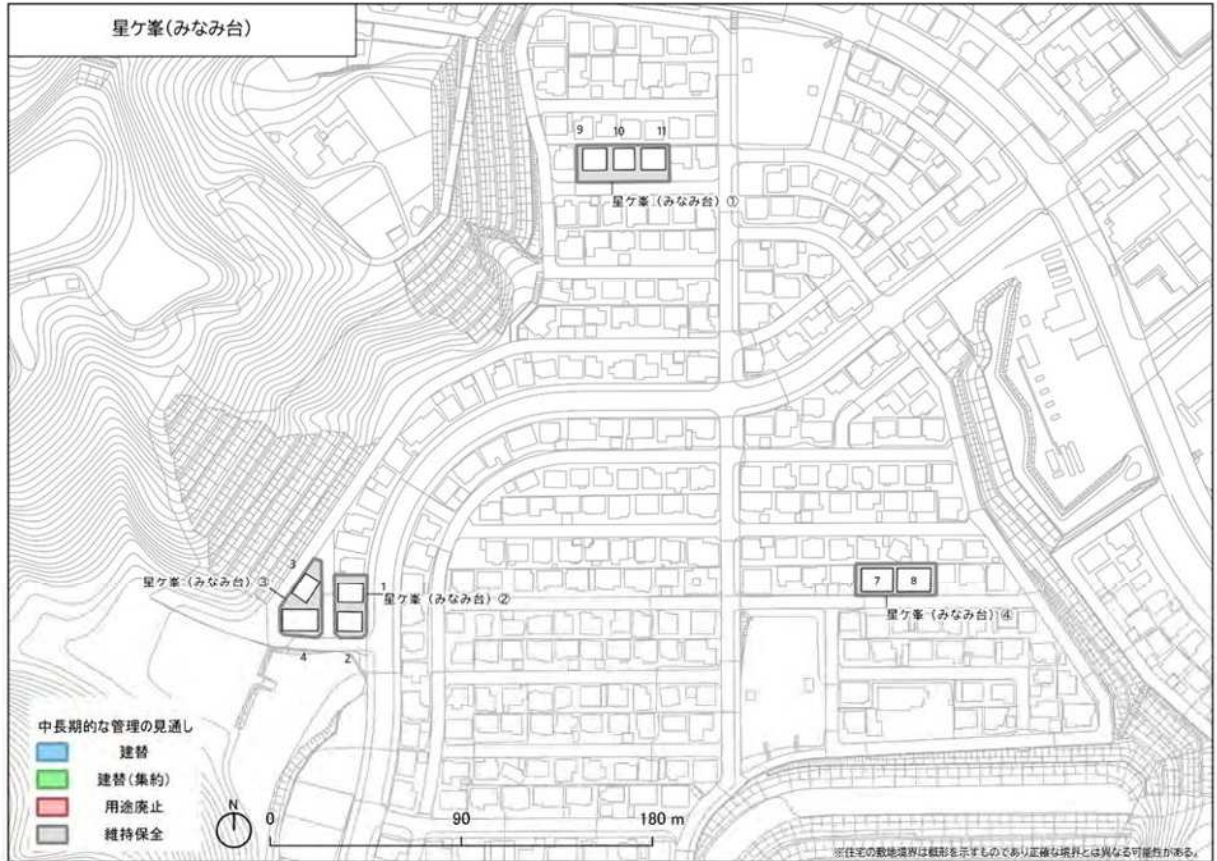 星ケ峯(みなみ台)
9 10 11
星ケ峯 (みなみ台) ①
3
星ケ峯 (みなみ台) ③
1
星ケ峯 (みなみ台) ②
4 2
7 8
星ケ峯 (みなみ台) ④
中長期的な管理の見通し
建替
建替(集約)
用途廃止
維持保全
N
0 90 180 m
※住宅の敷地境界は概形を示すものであり正確な境界とは異なる可能性がある。